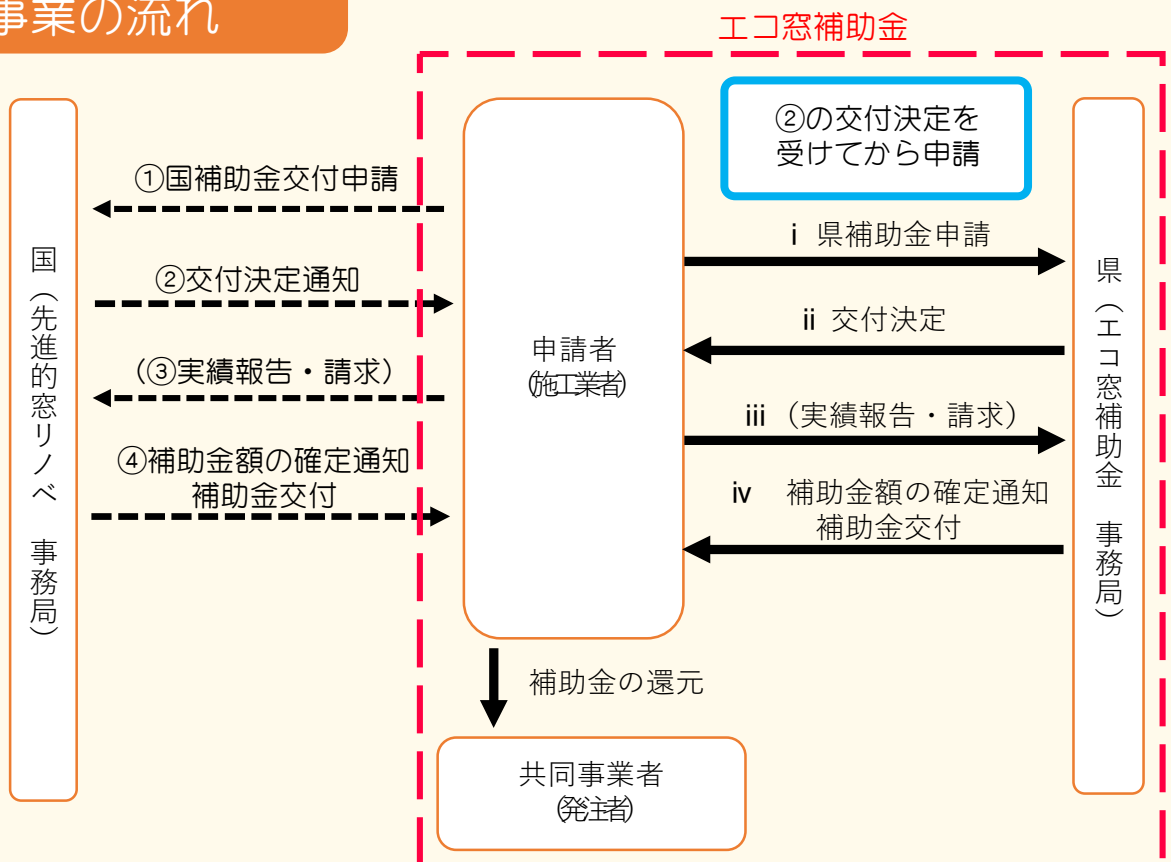 事業の流れ
エコ窓補助金
②の交付決定を
受けてから申請
①国補助金交付申請
②交付決定通知
（③実績報告・請求）
④補助金額の確定通知
補助金交付
国（先進的窓リノベ　事務局）
申請者
(施工業者)
ⅰ 県補助金申請
ⅱ 交付決定
ⅲ （実績報告・請求）
ⅳ　補助金額の確定通知
補助金交付
県（エコ窓補助金　事務局）
補助金の還元
共同事業者
(発注者)